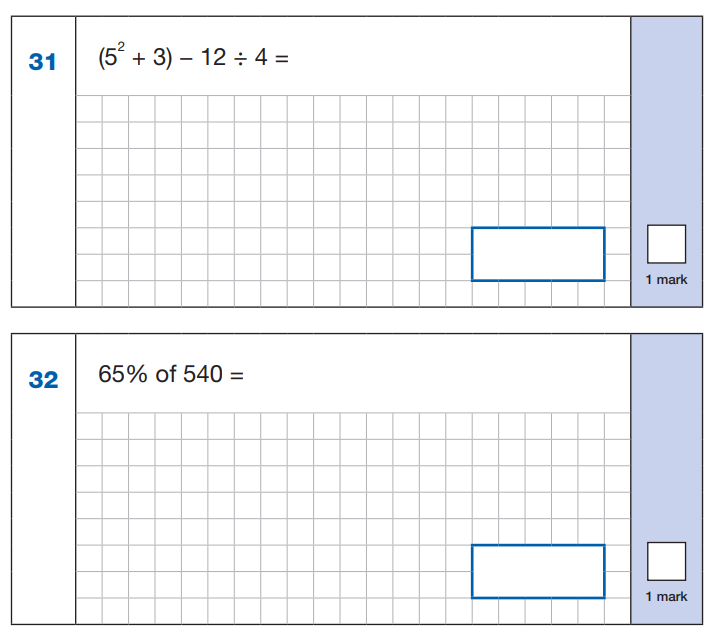 31 (5² + 3) – 12 ÷ 4 =
1 mark
32 65% of 540 =
1 mark